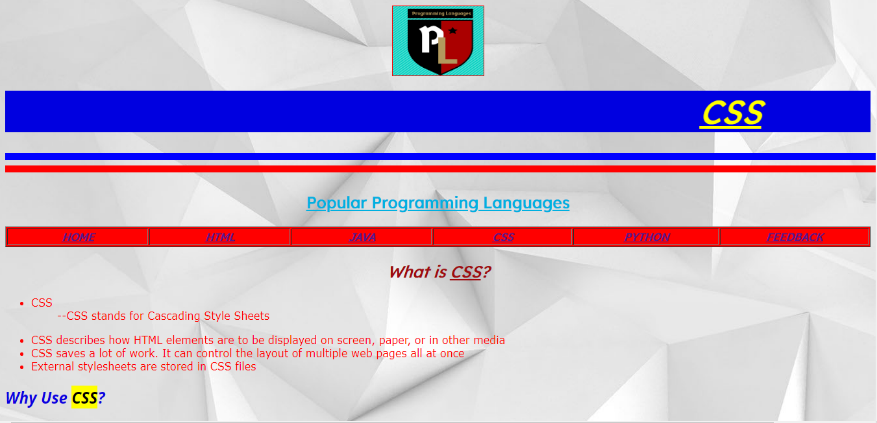 Programming Languages
PL
CSS
Popular Programming Languages
HOME HTML JAVA CSS PYTHON FEEDBACK
What is CSS?
CSS
--CSS stands for Cascading Style Sheets
CSS describes how HTML elements are to be displayed on screen, paper, or in other media
CSS saves a lot of work. It can control the layout of multiple web pages all at once
External stylesheets are stored in CSS files
Why Use CSS?